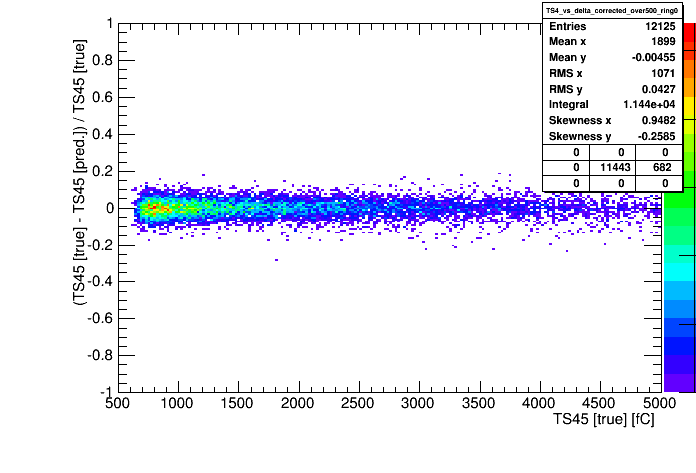 TS4_vs_delta_corrected_over500_ring0
Entries 12125
Mean x 1899
Mean y -0.00455
RMS x 1071
RMS y 0.0427
Integral 1.144e+04
Skewness x 0.9482
Skewness y -0.2585
0 0 0
0 11443 682
0 0 0
(TS45 [true] - TS45 [pred.]) / TS45 [true]
1
0.8
0.6
0.4
0.2
0
-0.2
-0.4
-0.6
-0.8
-1
500 1000 1500 2000 2500 3000 3500 4000 4500 5000
TS45 [true] [fC]